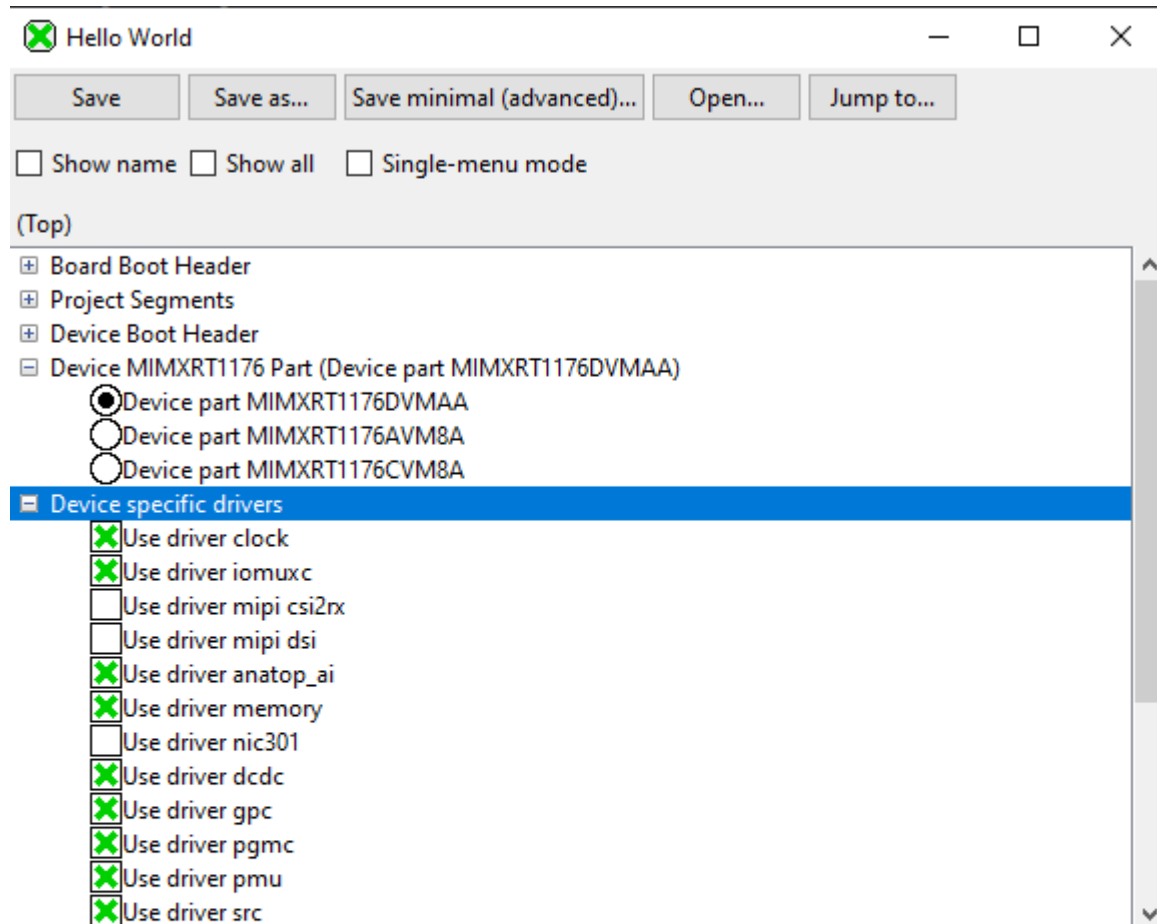 Hello World
Save Save as... Save minimal (advanced)... Open... Jump to...
Show name Show all Single-menu mode
(Top)
Board Boot Header
Project Segments
Device Boot Header
Device MIMXRT1176 Part (Device part MIMXRT1176DVMAA)
Device part MIMXRT1176DVMAA
Device part MIMXRT1176AVM8A
Device part MIMXRT1176CVM8A
Device specific drivers
Use driver clock
Use driver iomuxc
Use driver mipi csi2rx
Use driver mipi dsi
Use driver anatop_ai
Use driver memory
Use driver nic301
Use driver dcdc
Use driver gpc
Use driver pgmc
Use driver pmu
Use driver src